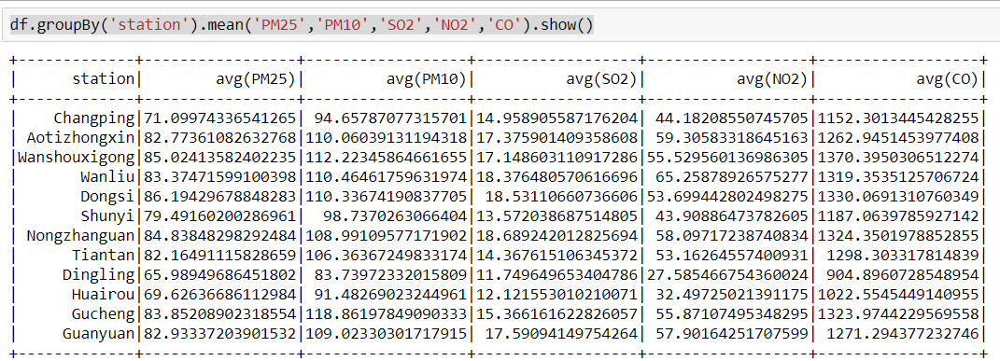 df.groupBy('station').mean('PM25','PM10','SO2','NO2','CO').show()
+-------------+-----------------+------------------+------------------+------------------+------------------+
|      station|        avg(PM25)|         avg(PM10)|          avg(SO2)|          avg(NO2)|           avg(CO)|
+-------------+-----------------+------------------+------------------+------------------+------------------+
|    Changping|71.09974336541265| 94.65787077315701|14.958905587176204| 44.18208550745705|1152.3013445428255|
| Aotizhongxin|82.77361082632768|110.06039131194318|17.375901409358608| 59.30583318645163|1262.9451453977408|
|Wanshouxigong|85.02413582402235|112.22345864661655|17.148603110917286|55.529560136986305|1370.3950306512274|
|       Wanliu|83.37471599100398|110.46461759631974|18.376480570616696| 65.25878926575277|1319.3535125706724|
|       Dongsi|86.19429678848283|110.33674190837705| 18.53110660736606|53.699442802498275|1330.0691310760349|
|       Shunyi|79.49160200286961|  98.7370263066404|13.572038687514805| 43.90886473782605|1187.0639785927142|
| Nongzhanguan|84.83848298292484|108.99109577171902|18.689242012825694| 58.09717238740834|1324.3501978852855|
|      Tiantan|82.16491115828659|106.36367249833174|14.367615106345372| 53.16264557400931| 1298.303317814839|
|     Dingling|65.98949686451802| 83.73972332015809|11.749649653404786|27.585466754360024| 904.8960728548954|
|      Huairou|69.62636686112984| 91.48269023244961|12.121553010210071| 32.49725021391175|1022.5545449140955|
|      Gucheng|83.85208902318554|118.86197849090333|15.366161622826057| 55.87107495348295|1323.9744229569558|
|     Guanyuan|82.93337203901532|109.02330301717915| 17.59094149754264| 57.90164251707599| 1271.294377232746|
+-------------+-----------------+------------------+------------------+------------------+------------------+